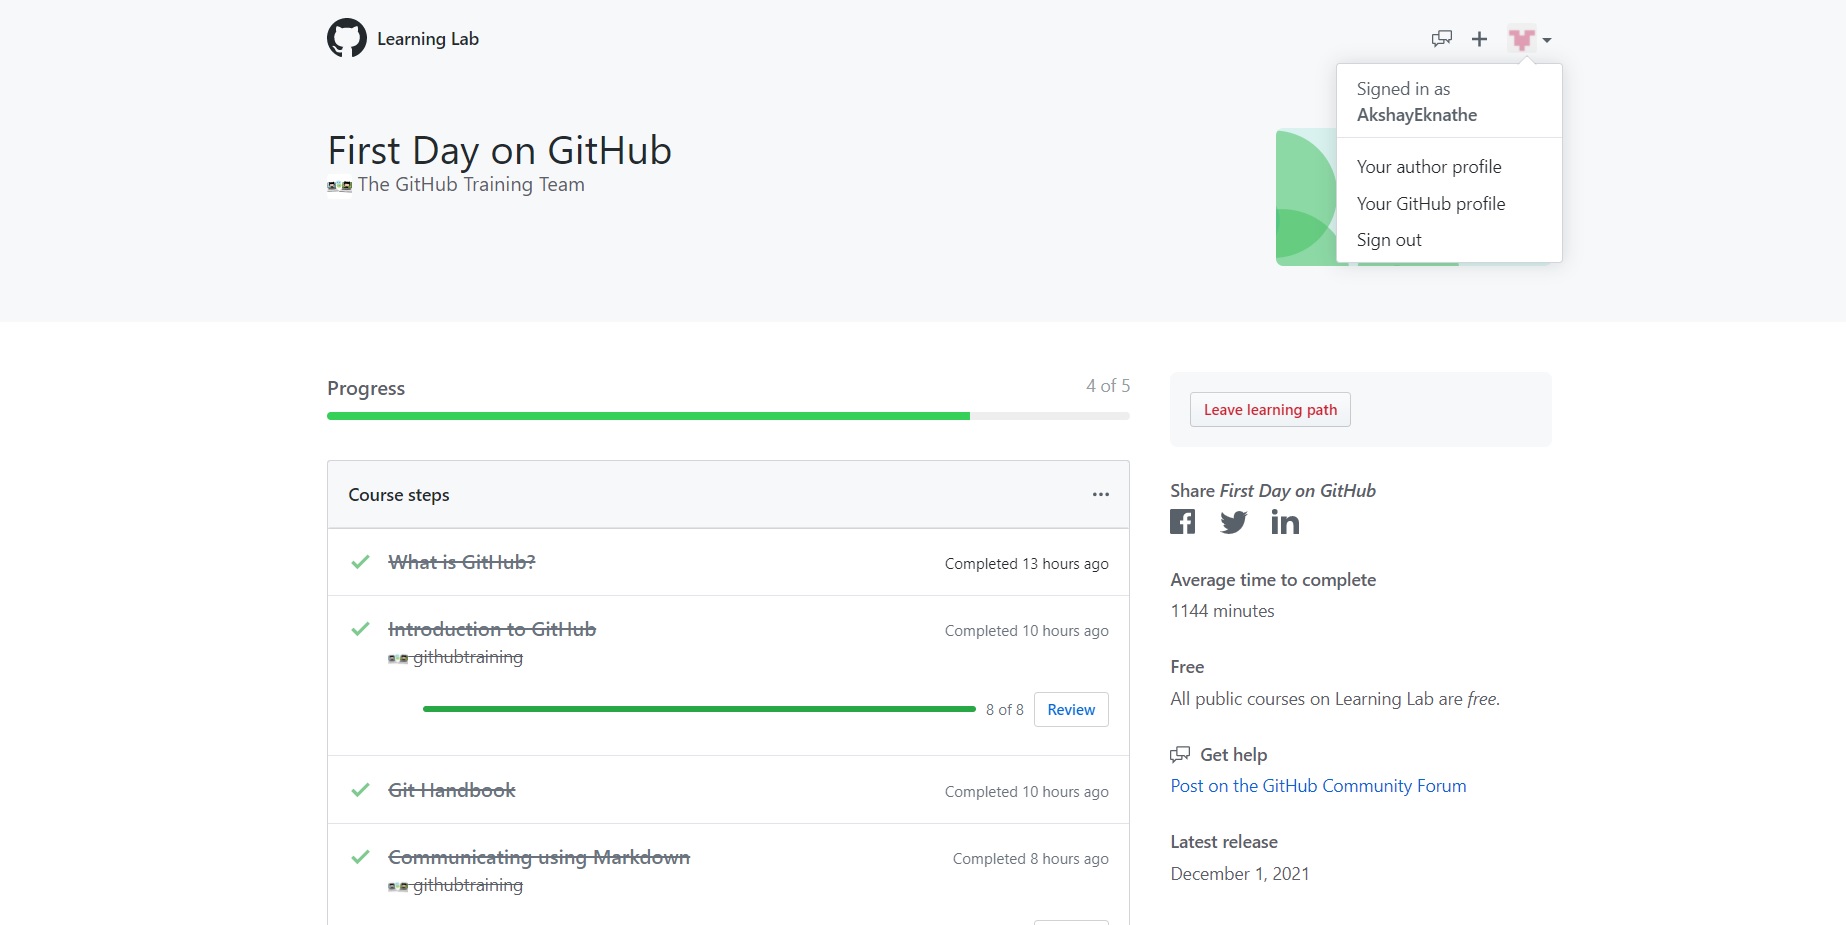 Learning Lab
Signed in as
AkshayEknathe
Your author profile
Your GitHub profile
Sign out
First Day on GitHub
The GitHub Training Team
Progress
4 of 5
Course steps
What is GitHub?
Completed 13 hours ago
Introduction to GitHub
Completed 10 hours ago
githubtraining
8 of 8
Review
Git Handbook
Completed 10 hours ago
Communicating using Markdown
Completed 8 hours ago
githubtraining
Leave learning path
Share First Day on GitHub
Average time to complete
1144 minutes
Free
All public courses on Learning Lab are free.
Get help
Post on the GitHub Community Forum
Latest release
December 1, 2021